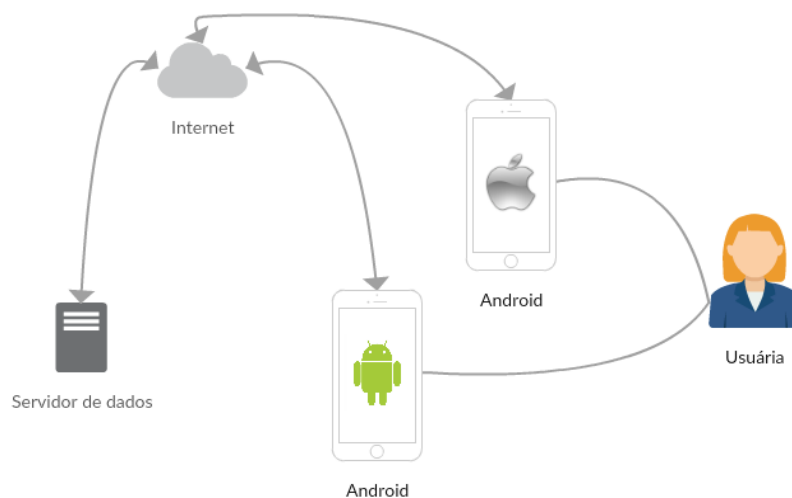 Internet
Android
Usuária
Servidor de dados
Android